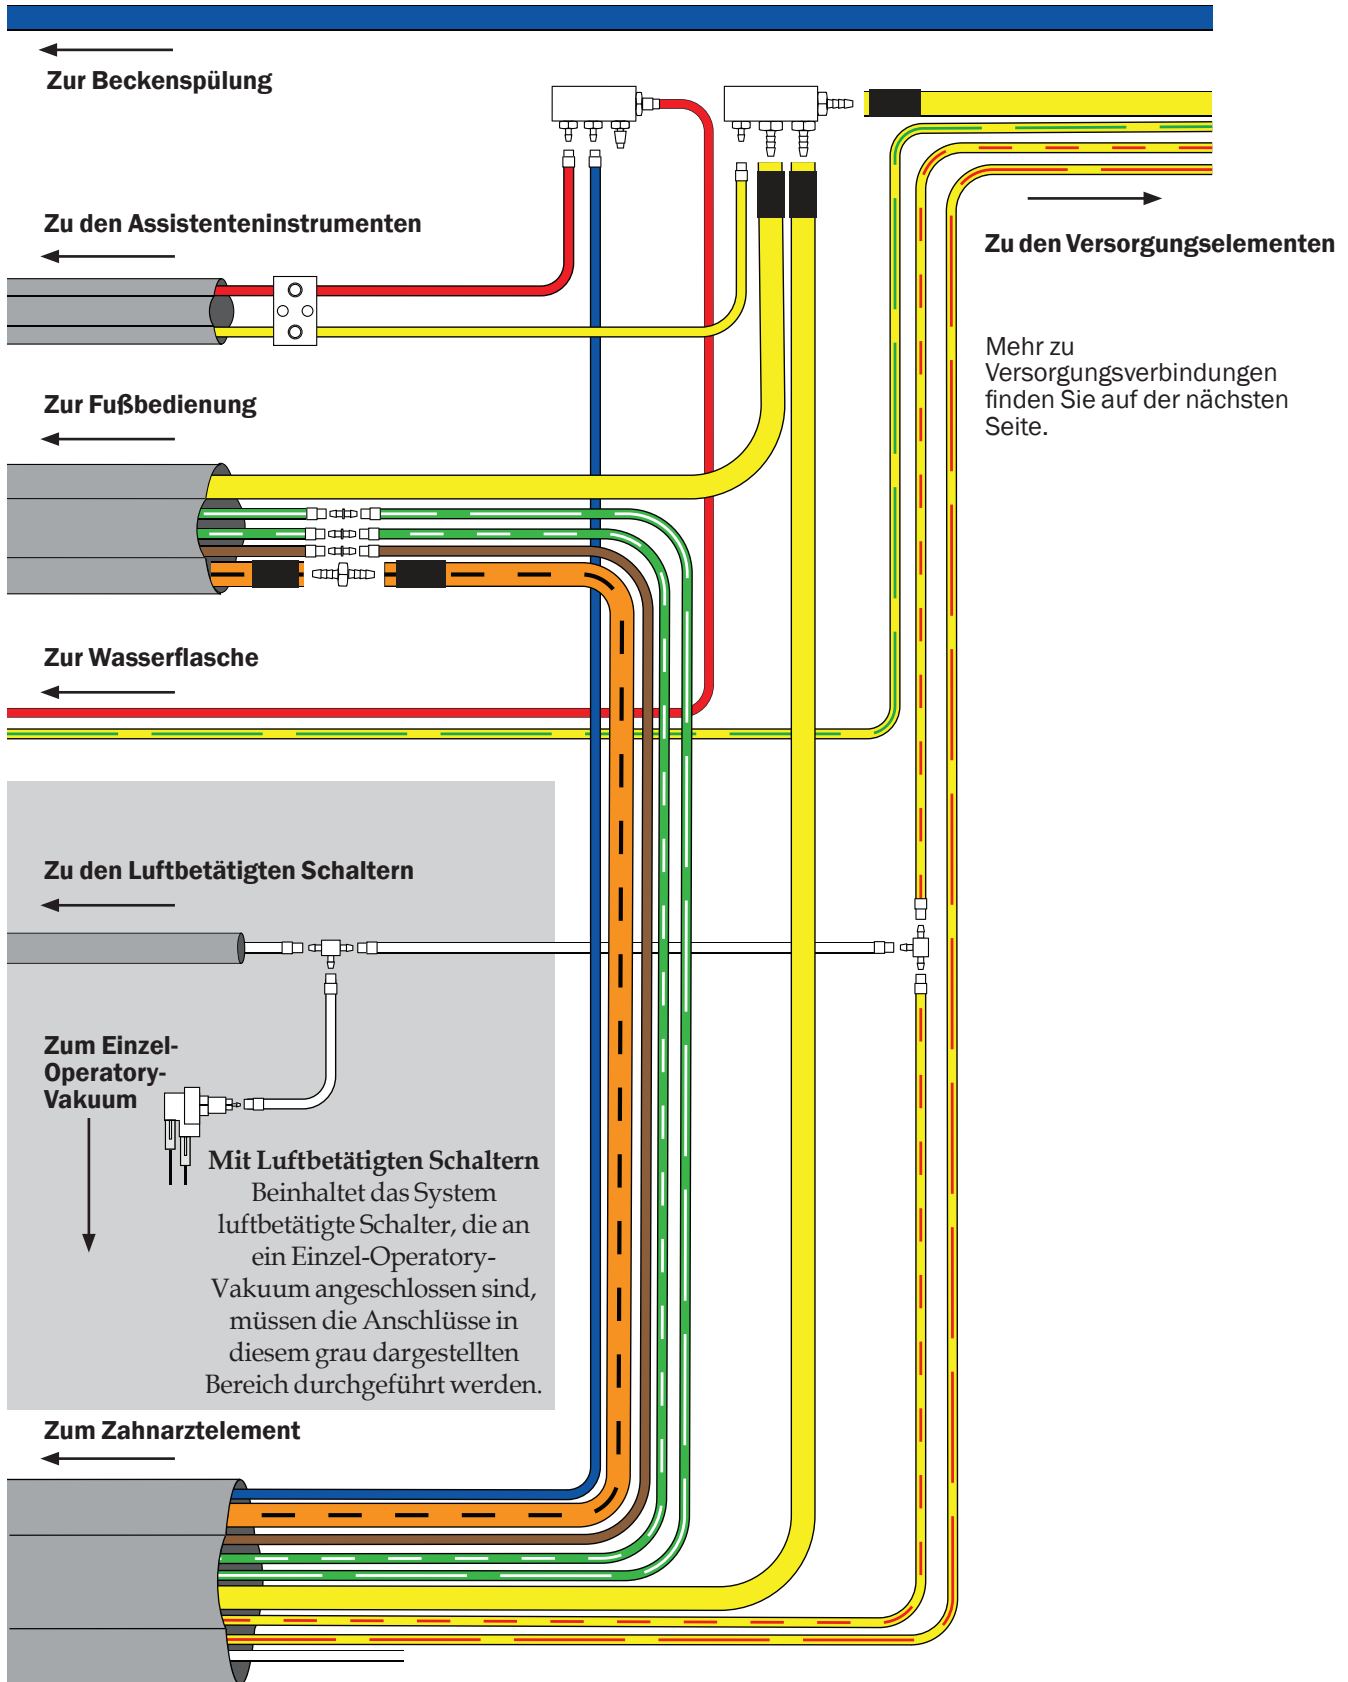 Zur Beckenspülung
Zu den Assistenteninstrumenten
Zu den Versorgungselementen
Mehr zu
Versorgungsverbindungen
finden Sie auf der nächsten
Seite.
Zur Fußbedienung
Zur Wasserflasche
Zu den Luftbetätigten Schaltern
Zum Einzel-
Operatory-
Vakuum
Mit Luftbetätigten Schaltern
Beinhaltet das System
luftbetätigte Schalter, die an
ein Einzel-Operatory-
Vakuum angeschlossen sind,
müssen die Anschlüsse in
diesem grau dargestellten
Bereich durchgeführt werden.
Zum Zahnarztelement